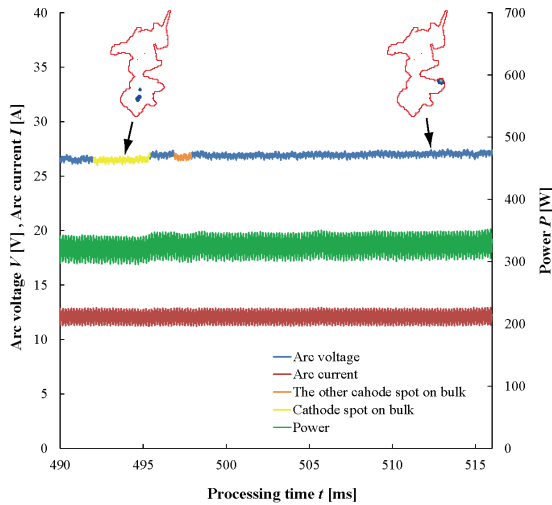 40
35
30
25
20
15
10
5
0
700
600
500
400
300
200
100
0
490
495
500
505
510
515
Arc voltage V [V] , Arc current I [A]
Power P [W]
Arc voltage
Arc current
The other cahode spot on bulk
Cathode spot on bulk
Power
Processing time t [ms]